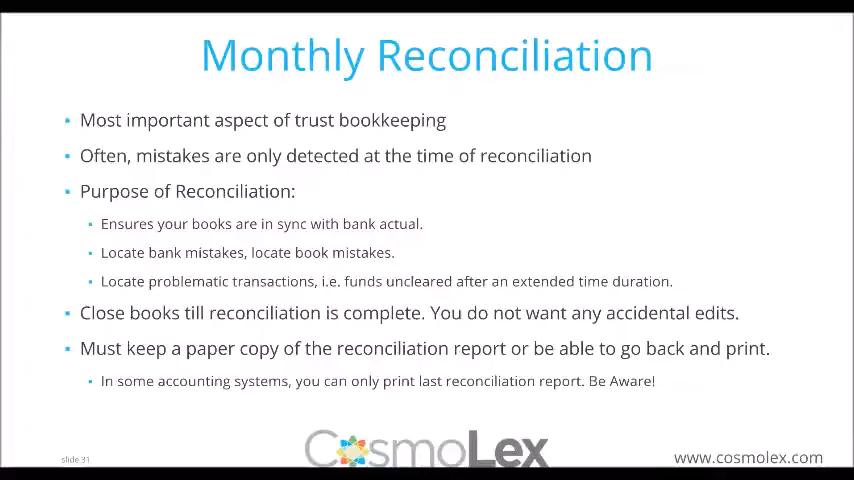 Monthly Reconciliation
Most important aspect of trust bookkeeping
Often, mistakes are only detected at the time of reconciliation
Purpose of Reconciliation:
Ensures your books are in sync with bank actual.
Locate bank mistakes, locate book mistakes.
Locate problematic transactions, i.e. funds uncleared after an extended time duration.
Close books till reconciliation is complete. You do not want any accidental edits.
Must keep a paper copy of the reconciliation report or be able to go back and print.
In some accounting systems, you can only print last reconciliation report. Be Aware!
slide 31
CosmoLex
www.cosmolex.com